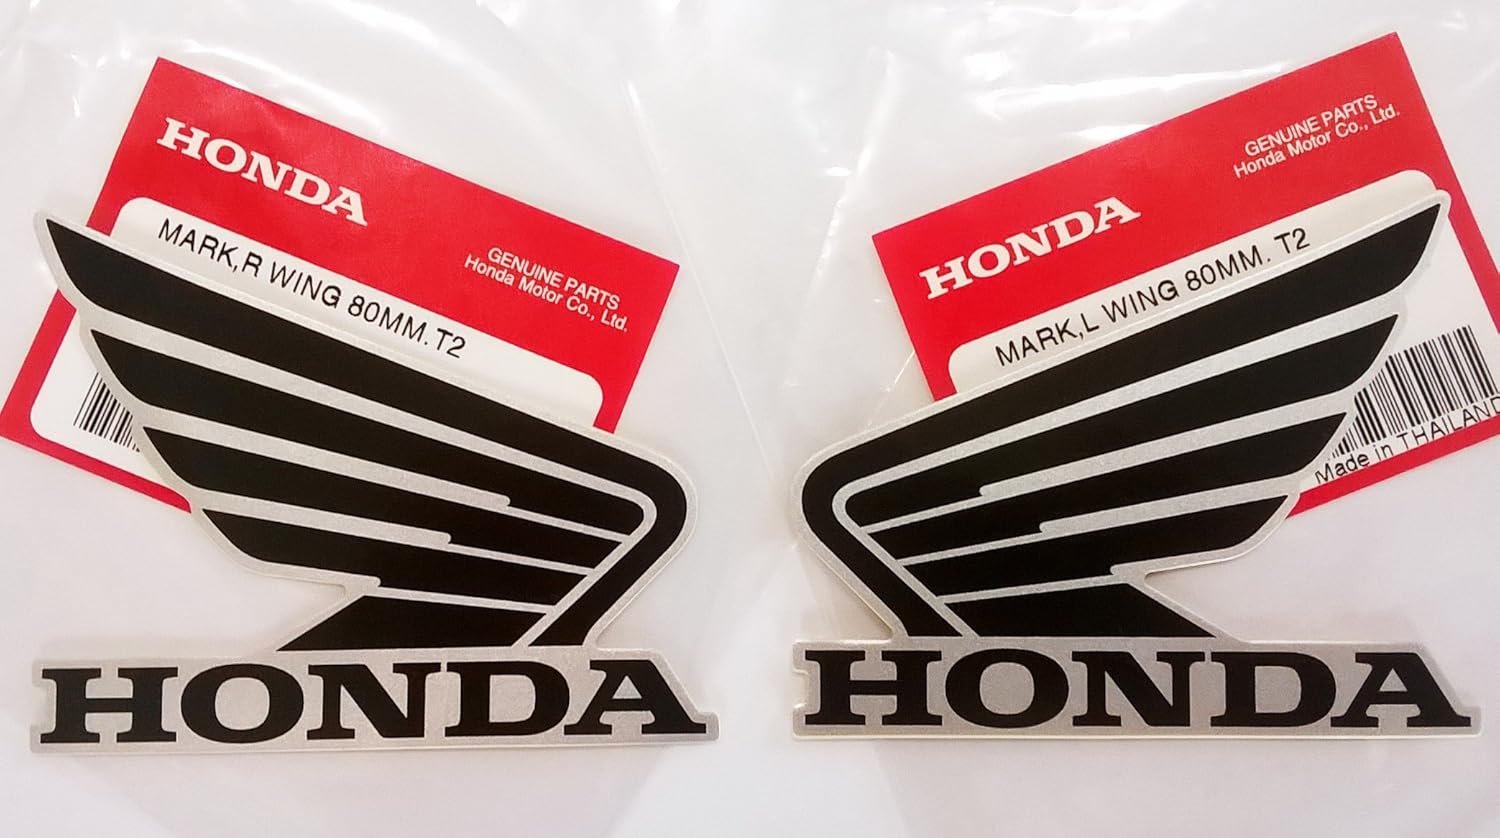 HONDA
GENUINE PARTS
Honda Motor Co., Ltd.
MARK,R WING 80MM. T2
HONDA
HONDA
GENUINE PARTS
Honda Motor Co., Ltd.
MARK,L WING 80MM. T2
Made in THAILAND
HONDA